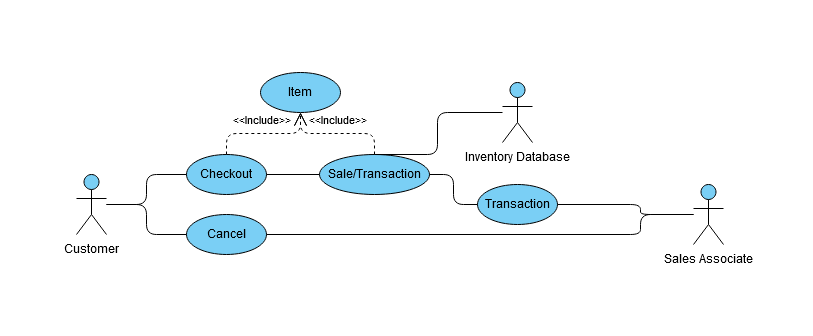 Item
<<Include>> <<Include>>
Inventory Database
Checkout
Sale/Transaction
Transaction
Customer
Cancel
Sales Associate